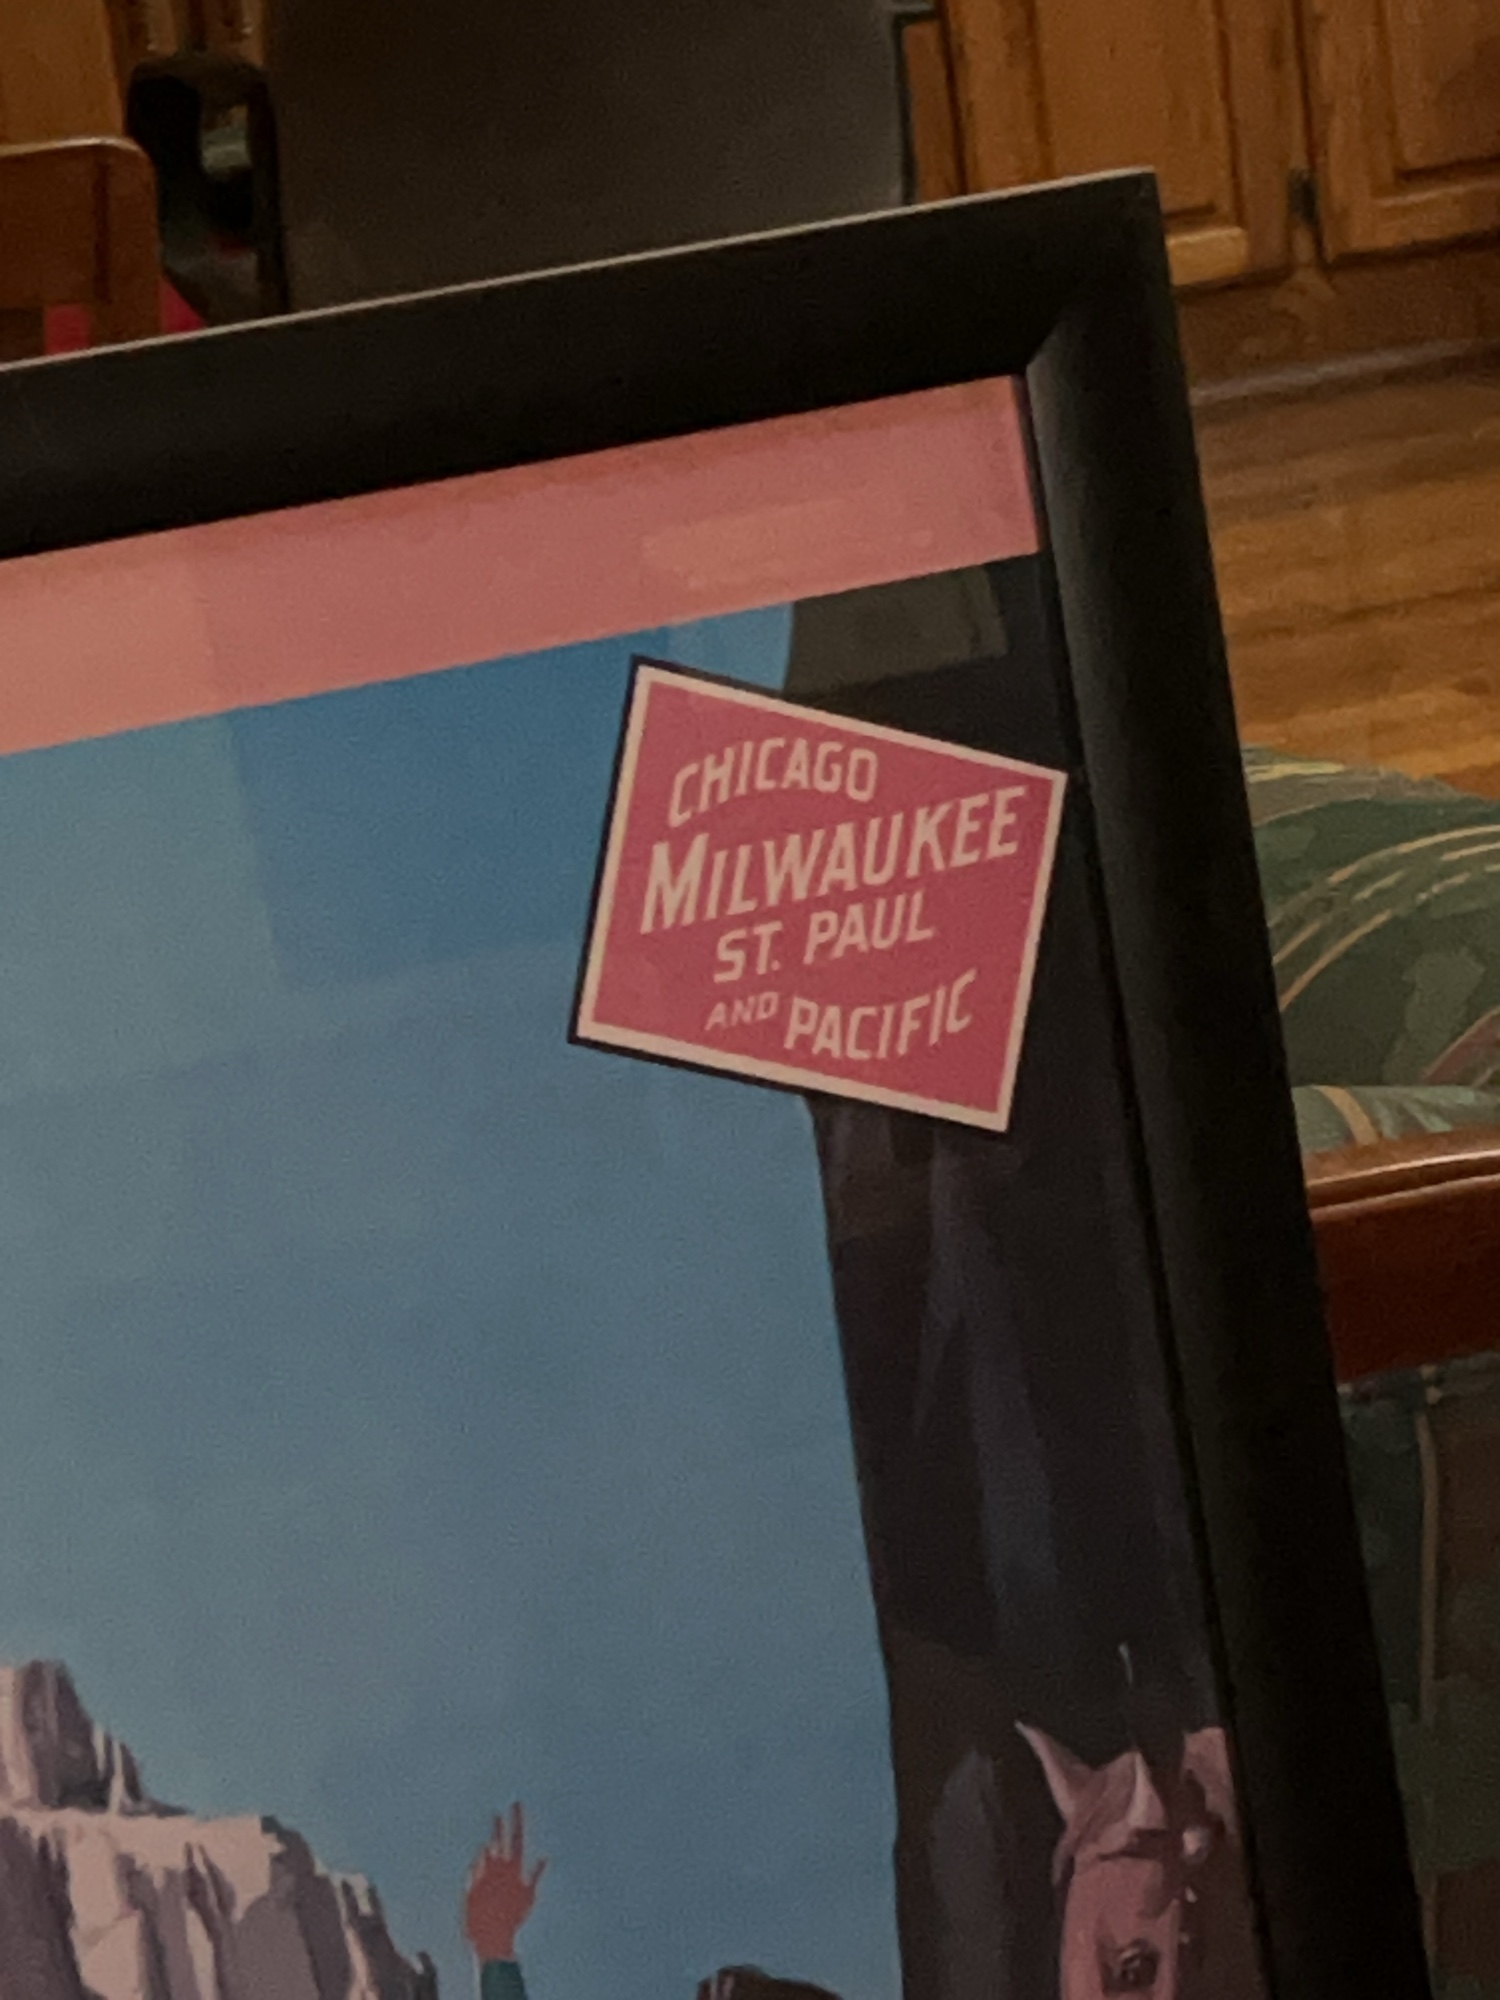 CHICAGO
MILWAUKEE
ST. PAUL
AND PACIFIC